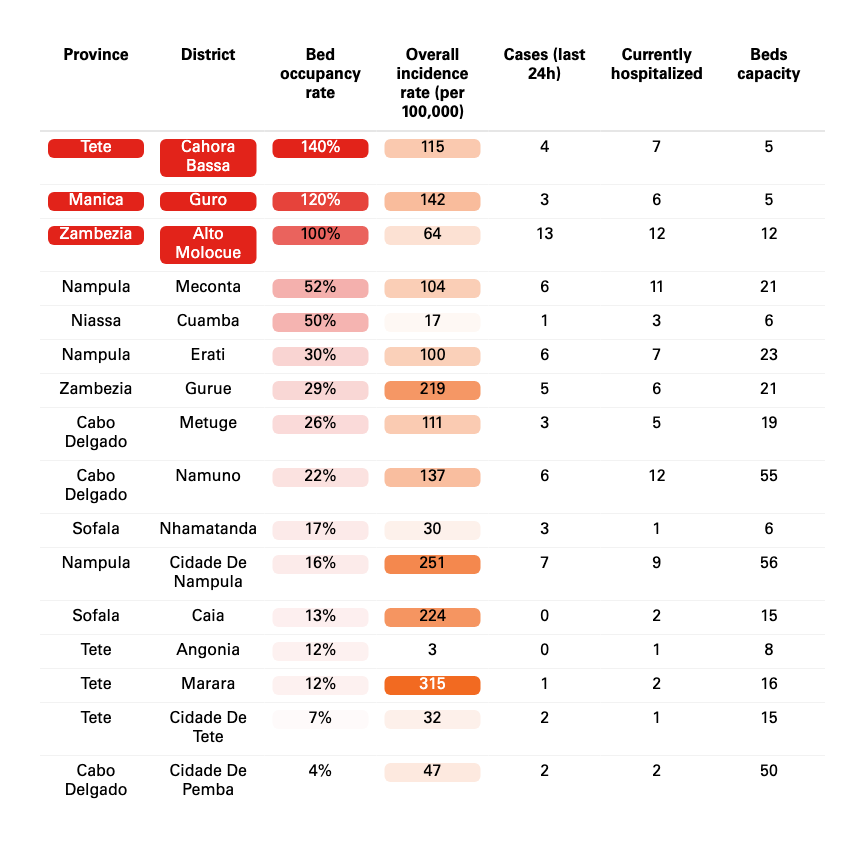 Province District Bed occupancy rate Overall incidence rate (per 100,000) Cases (last 24h) Currently hospitalized Beds capacity
Tete Cahora Bassa 140% 115 4 7 5
Manica Guro 120% 142 3 6 5
Zambezia Alto Molocue 100% 64 13 12 12
Nampula Meconta 52% 104 6 11 21
Niassa Cuamba 50% 17 1 3 6
Nampula Erati 30% 100 6 7 23
Zambezia Gurue 29% 219 5 6 21
Cabo Delgado Metuge 26% 111 3 5 19
Cabo Delgado Namuno 22% 137 6 12 55
Sofala Nhamatanda 17% 30 3 1 6
Nampula Cidade De Nampula 16% 251 7 9 56
Sofala Caia 13% 224 0 2 15
Tete Angonia 12% 3 0 1 8
Tete Marara 12% 315 1 2 16
Tete Cidade De Tete 7% 32 2 1 15
Cabo Delgado Cidade De Pemba 4% 47 2 2 50